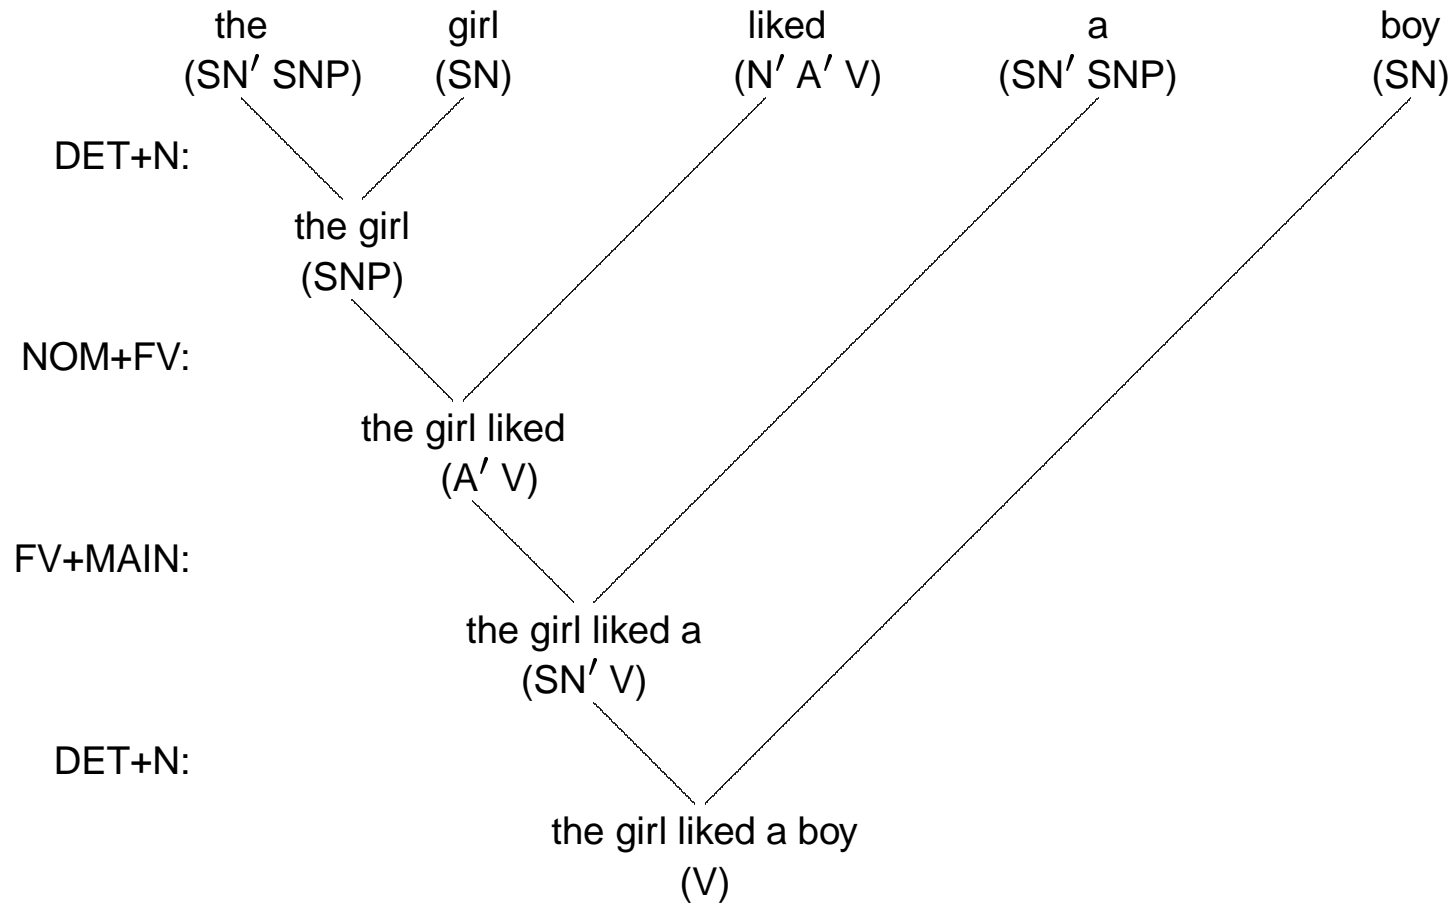 the girl liked a boy
(SN′ SNP) (SN) (N′ A′ V) (SN′ SNP) (SN)
DET+N:
the girl
(SNP)
NOM+FV:
the girl liked
(A′ V)
FV+MAIN:
the girl liked a
(SN′ V)
DET+N:
the girl liked a boy
(V)